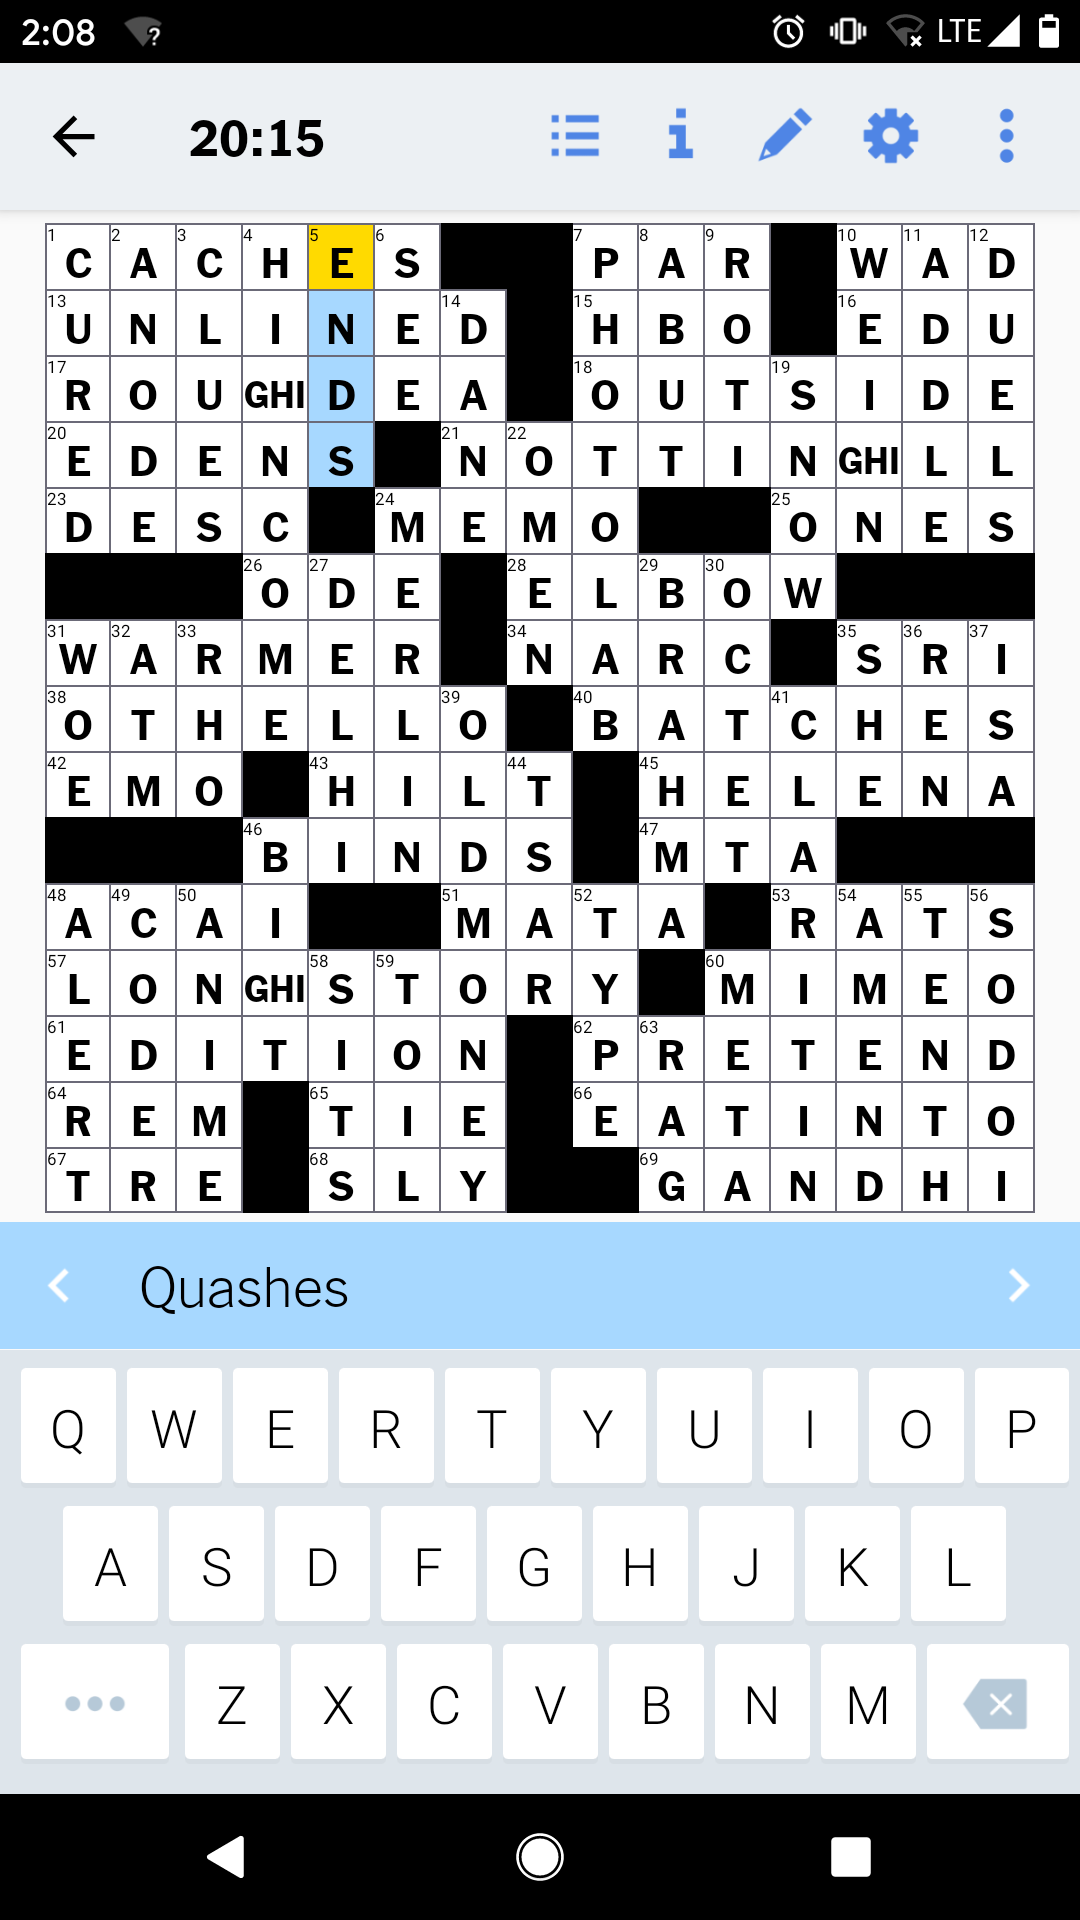 2:08 ? LTE
20:15
1 2 3 4 5 6 7 8 9 10 11 12
C A C H E S P A R W A D
13 14 15 16
U N L I N E D H B O E D U
17 18 19
R O U GHI D E A O U T S I D E
20 21 22
E D E N S N O T T I N GHI L L
23 24 25
D E S C M E M O O N E S
26 27 28 29 30
O D E E L B O W
31 32 33 34 35 36 37
W A R M E R N A R C S R I
38 39 40 41
O T H E L L O B A T C H E S
42 43 44 45
E M O H I L T H E L E N A
46 47
B I N D S M T A
48 49 50 51 52 53 54 55 56
A C A I M A T A R A T S
57 58 59 60
L O N GHI S T O R Y M I M E O
61 62 63
E D I T I O N P R E T E N D
64 65 66
R E M T I E E A T I N T O
67 68 69
T R E S L Y G A N D H I
Quashes
Q W E R T Y U I O P
A S D F G H J K L
Z X C V B N M